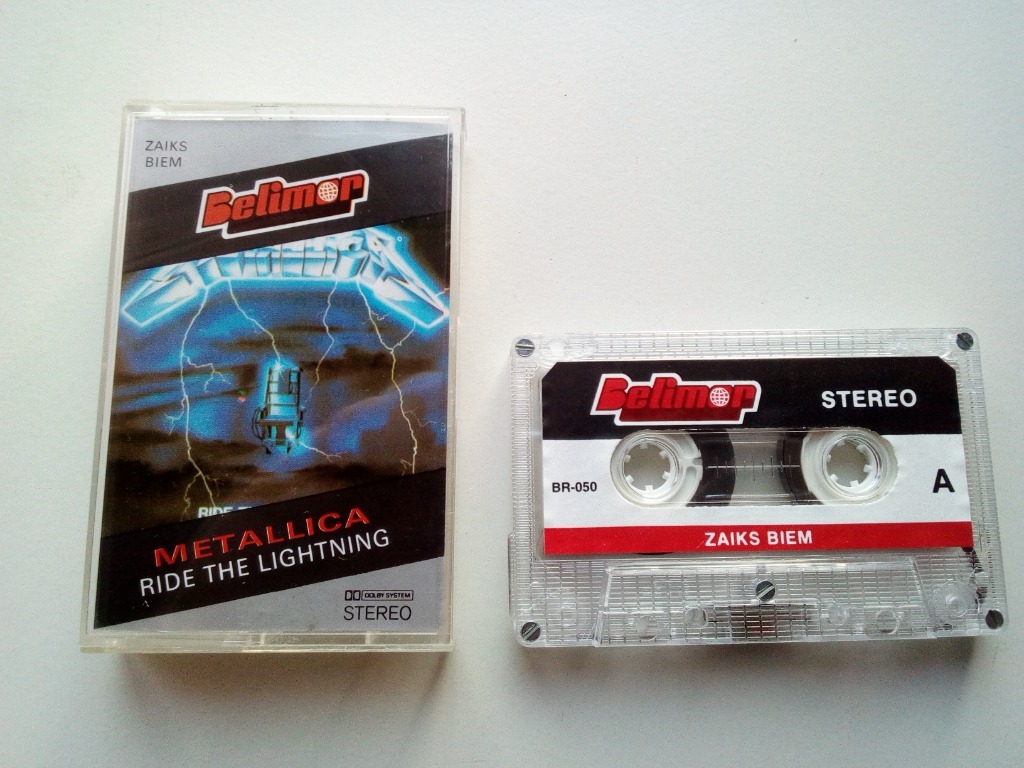 ZAIKS
BIEM
Belimor
METALLICA
RIDE THE LIGHTNING
DOLBY SYSTEM
STEREO
Belimor
STEREO
BR-050
A
ZAIKS BIEM